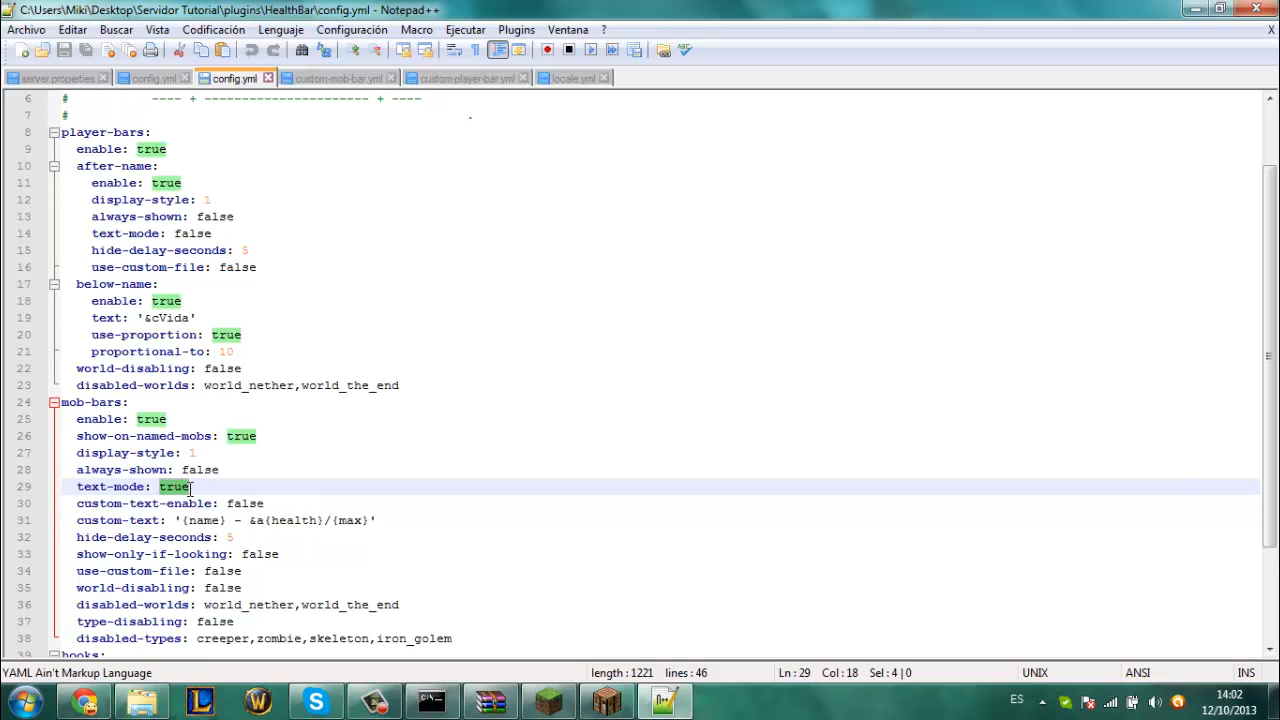 C:\Users\Miki\Desktop\Servidor Tutorial\plugins\HealthBar\config.yml - Notepad++
Archivo Editar Buscar Vista Codificación Lenguaje Configuración Macro Ejecutar Plugins Ventana ? X
server.properties config.yml config.yml custom-mob-bar.yml custom-player-bar.yml locale.yml
6 # ---- + ---------------------- + ----
7 #
8 player-bars:
9 enable: true
10 after-name:
11 enable: true
12 display-style: 1
13 always-shown: false
14 text-mode: false
15 hide-delay-seconds: 5
16 use-custom-file: false
17 below-name:
18 enable: true
19 text: '&cVida'
20 use-proportion: true
21 proportional-to: 10
22 world-disabling: false
23 disabled-worlds: world_nether,world_the_end
24 mob-bars:
25 enable: true
26 show-on-named-mobs: true
27 display-style: 1
28 always-shown: false
29 text-mode: true
30 custom-text-enable: false
31 custom-text: '{name} - &a{health}/{max}'
32 hide-delay-seconds: 5
33 show-only-if-looking: false
34 use-custom-file: false
35 world-disabling: false
36 disabled-worlds: world_nether,world_the_end
37 type-disabling: false
38 disabled-types: creeper,zombie,skeleton,iron_golem
39 hooks:
YAML Ain't Markup Language length: 1221 lines: 46 Ln: 29 Col: 18 Sel: 4 | 0 UNIX ANSI INS
ES 14:02
12/10/2013